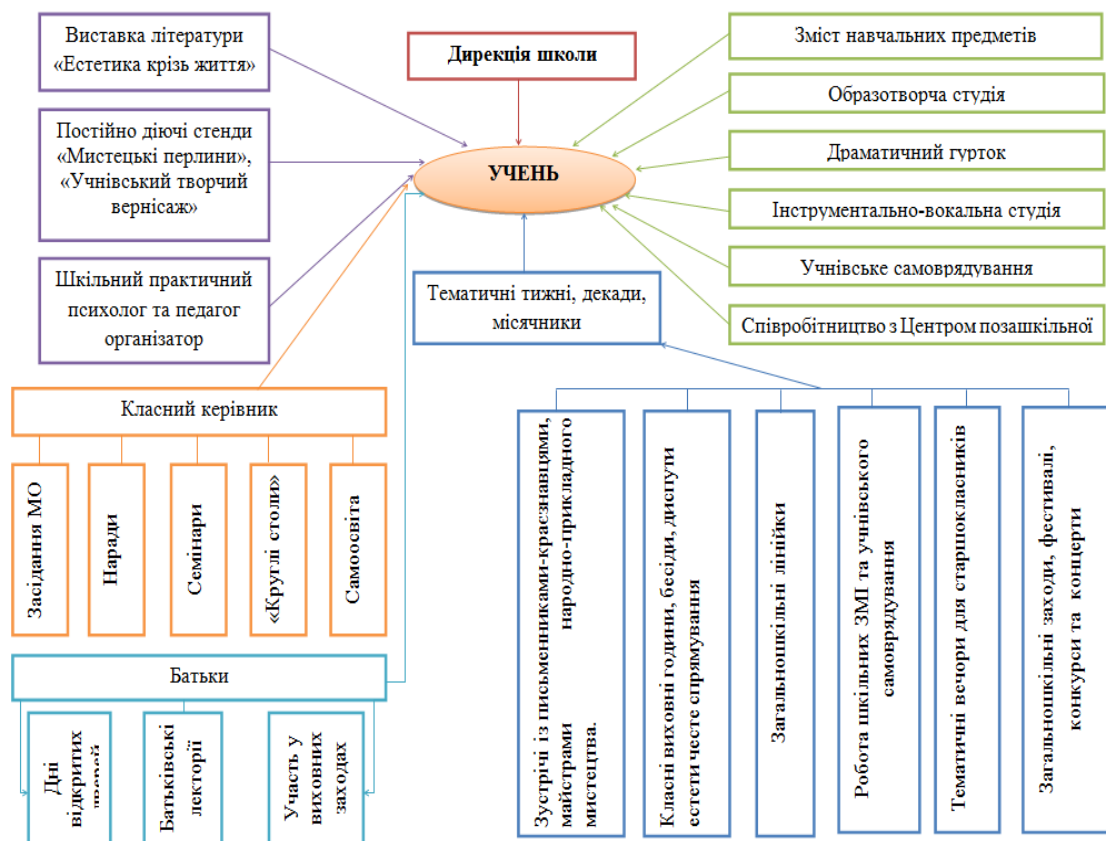 Виставка літератури
«Естетика крізь життя»
Дирекція школи
Зміст навчальних предметів
Образотворча студія
Постійно діючі стенди
«Мистецькі перлини»,
«Учнівський творчий
вернісаж»
УЧЕНЬ
Драматичний гурток
Інструментально-вокальна студія
Учнівське самоврядування
Шкільний практичний
психолог та педагог
організатор
Тематичні тижні, декади,
місячники
Співробітництво з Центром позашкільної
Класний керівник
Засідання МО
Наради
Семінари
«Круглі столи»
Самоосвіта
Батьки
Дні
відкритих
дверей
Батьківські
лекторії
Участь у
виховних
заходах
Зустрічі із письменниками-краєзнавцями,
майстрами народно-прикладного
мистецтва.
Класні виховні години, бесіди, диспути
естети честе спрямування
Загальношкільні лінійки
Робота шкільних ЗМІ та учнівського
самоврядування
Тематичні вечори для старшокласників
Загальношкільні заходи, фестивалі,
конкурси та концерти